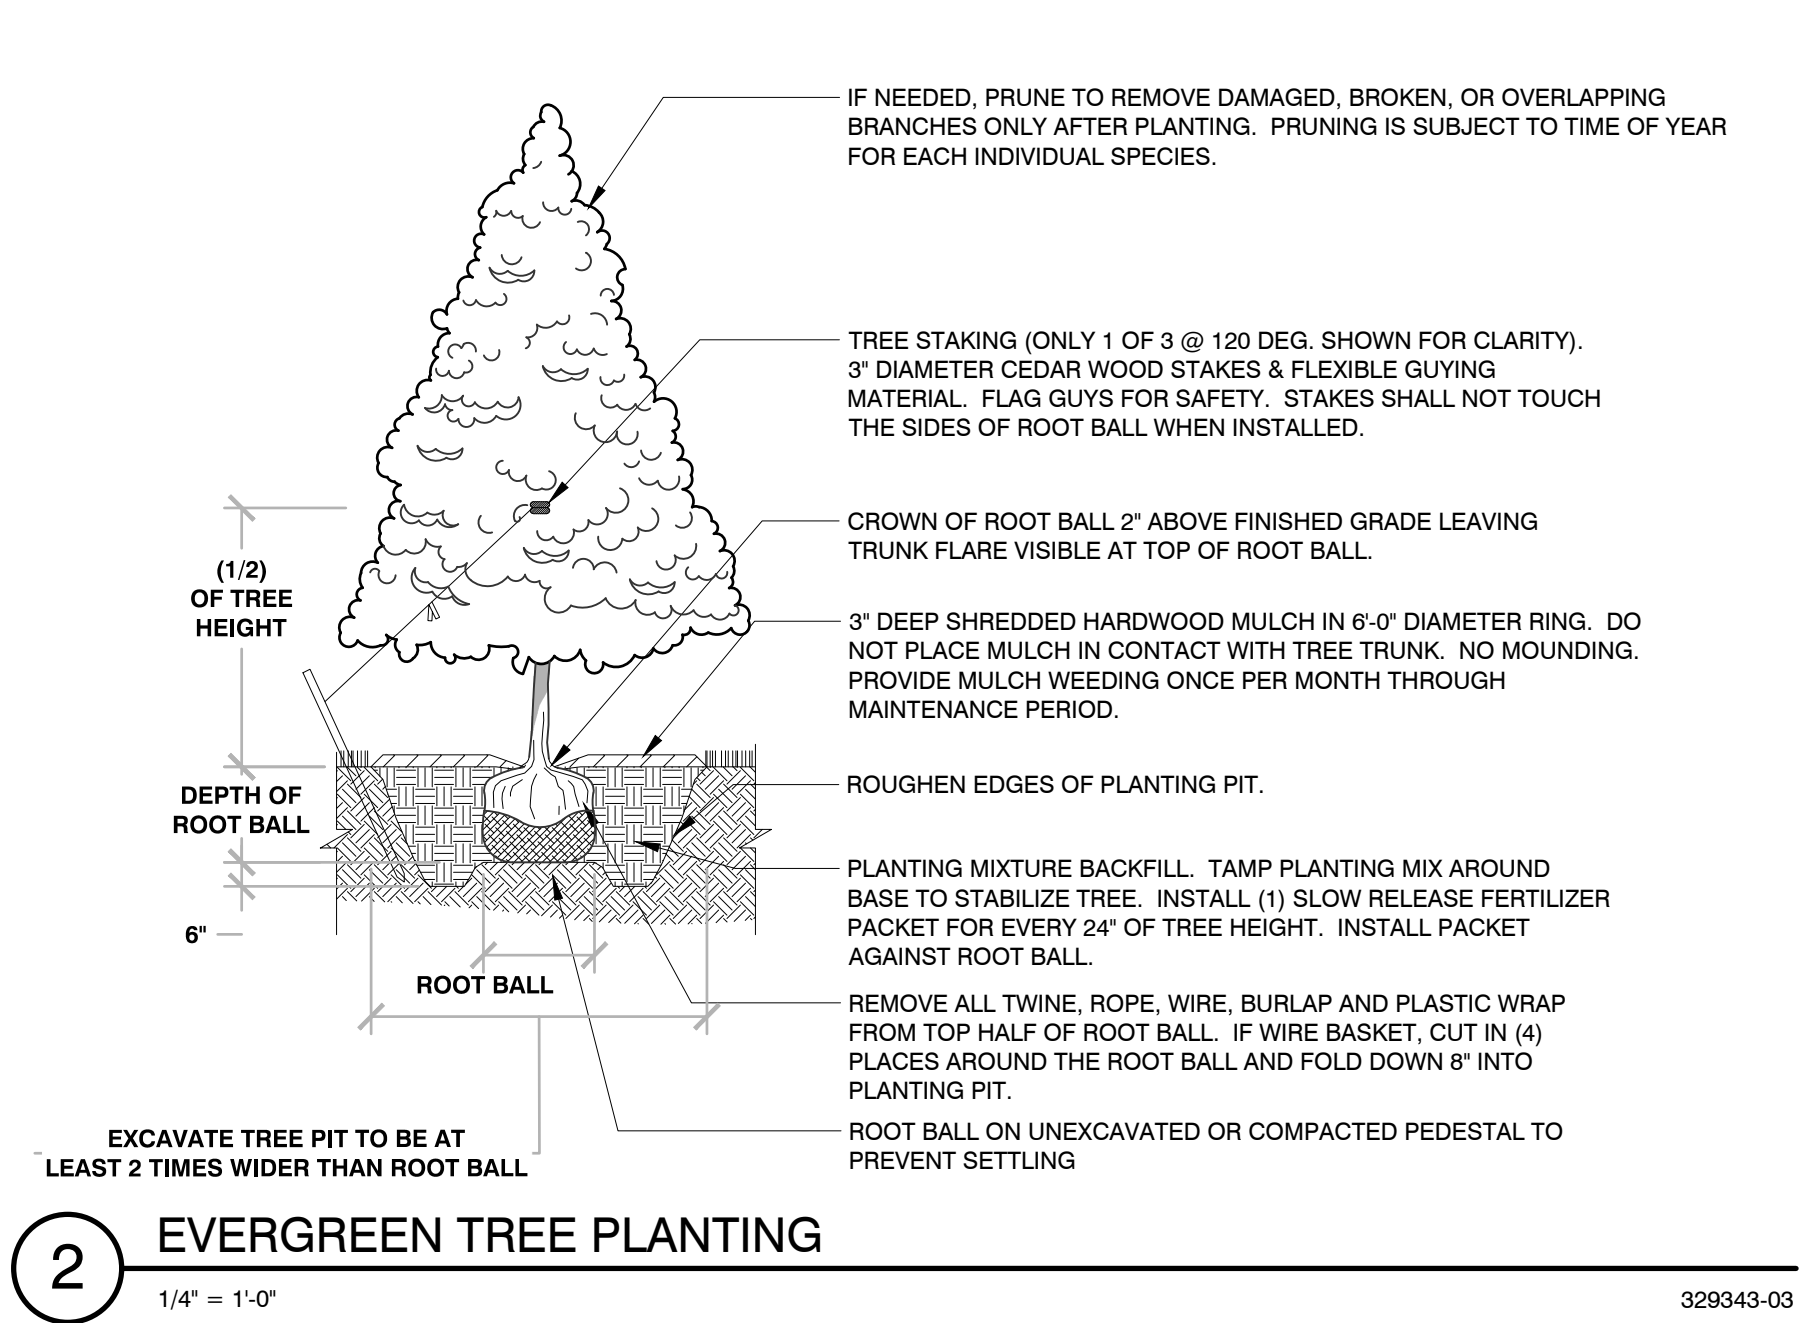 IF NEEDED, PRUNE TO REMOVE DAMAGED, BROKEN, OR OVERLAPPING
BRANCHES ONLY AFTER PLANTING. PRUNING IS SUBJECT TO TIME OF YEAR
FOR EACH INDIVIDUAL SPECIES.
TREE STAKING (ONLY 1 OF 3 @ 120 DEG. SHOWN FOR CLARITY).
3" DIAMETER CEDAR WOOD STAKES & FLEXIBLE GUYING
MATERIAL. FLAG GUYS FOR SAFETY. STAKES SHALL NOT TOUCH
THE SIDES OF ROOT BALL WHEN INSTALLED.
CROWN OF ROOT BALL 2" ABOVE FINISHED GRADE LEAVING
TRUNK FLARE VISIBLE AT TOP OF ROOT BALL.
(1/2)
OF TREE
HEIGHT
3" DEEP SHREDDED HARDWOOD MULCH IN 6'-0" DIAMETER RING. DO
NOT PLACE MULCH IN CONTACT WITH TREE TRUNK. NO MOUNDING.
PROVIDE MULCH WEEDING ONCE PER MONTH THROUGH
MAINTENANCE PERIOD.
ROUGHEN EDGES OF PLANTING PIT.
DEPTH OF
ROOT BALL
PLANTING MIXTURE BACKFILL. TAMP PLANTING MIX AROUND
BASE TO STABILIZE TREE. INSTALL (1) SLOW RELEASE FERTILIZER
PACKET FOR EVERY 24" OF TREE HEIGHT. INSTALL PACKET
AGAINST ROOT BALL.
6"
ROOT BALL
REMOVE ALL TWINE, ROPE, WIRE, BURLAP AND PLASTIC WRAP
FROM TOP HALF OF ROOT BALL. IF WIRE BASKET, CUT IN (4)
PLACES AROUND THE ROOT BALL AND FOLD DOWN 8" INTO
PLANTING PIT.
ROOT BALL ON UNEXCAVATED OR COMPACTED PEDESTAL TO
PREVENT SETTLING
EXCAVATE TREE PIT TO BE AT
LEAST 2 TIMES WIDER THAN ROOT BALL
2
EVERGREEN TREE PLANTING
1/4" = 1'-0"
329343-03